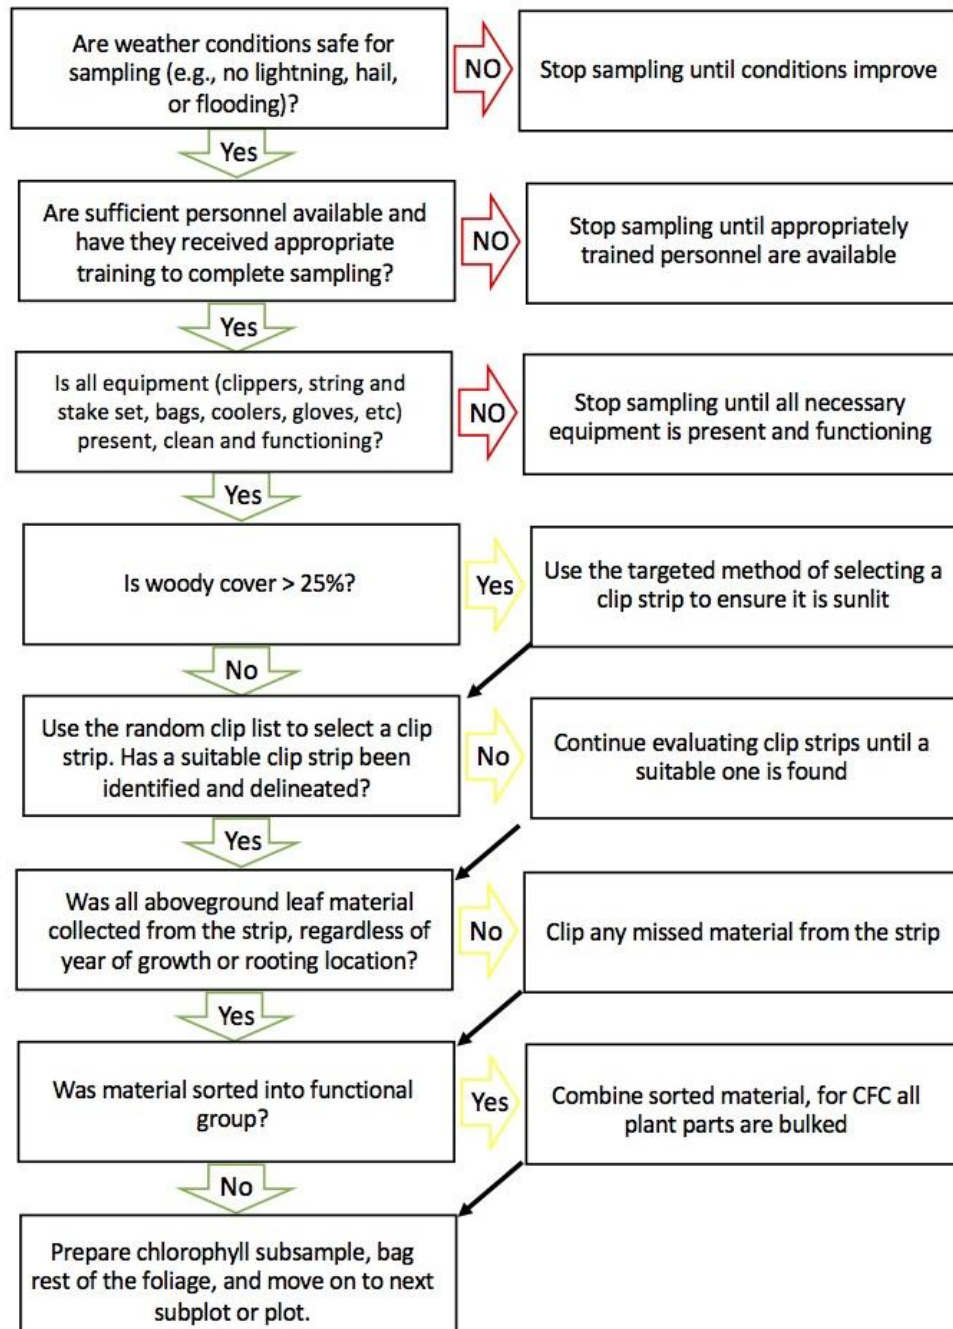 Are weather conditions safe for
sampling (e.g., no lightning, hail,
or flooding)?
NO
Stop sampling until conditions improve
Yes
Are sufficient personnel available and
have they received appropriate
training to complete sampling?
NO
Stop sampling until appropriately
trained personnel are available
Yes
Is all equipment (clippers, string and
stake set, bags, coolers, gloves, etc)
present, clean and functioning?
NO
Stop sampling until all necessary
equipment is present and functioning
Yes
Is woody cover > 25%?
Yes
Use the targeted method of selecting a
clip strip to ensure it is sunlit
No
Use the random clip list to select a clip
strip. Has a suitable clip strip been
identified and delineated?
No
Continue evaluating clip strips until a
suitable one is found
Yes
Was all aboveground leaf material
collected from the strip, regardless of
year of growth or rooting location?
No
Clip any missed material from the strip
Yes
Was material sorted into functional
group?
Yes
Combine sorted material, for CFC all
plant parts are bulked
No
Prepare chlorophyll subsample, bag
rest of the foliage, and move on to next
subplot or plot.